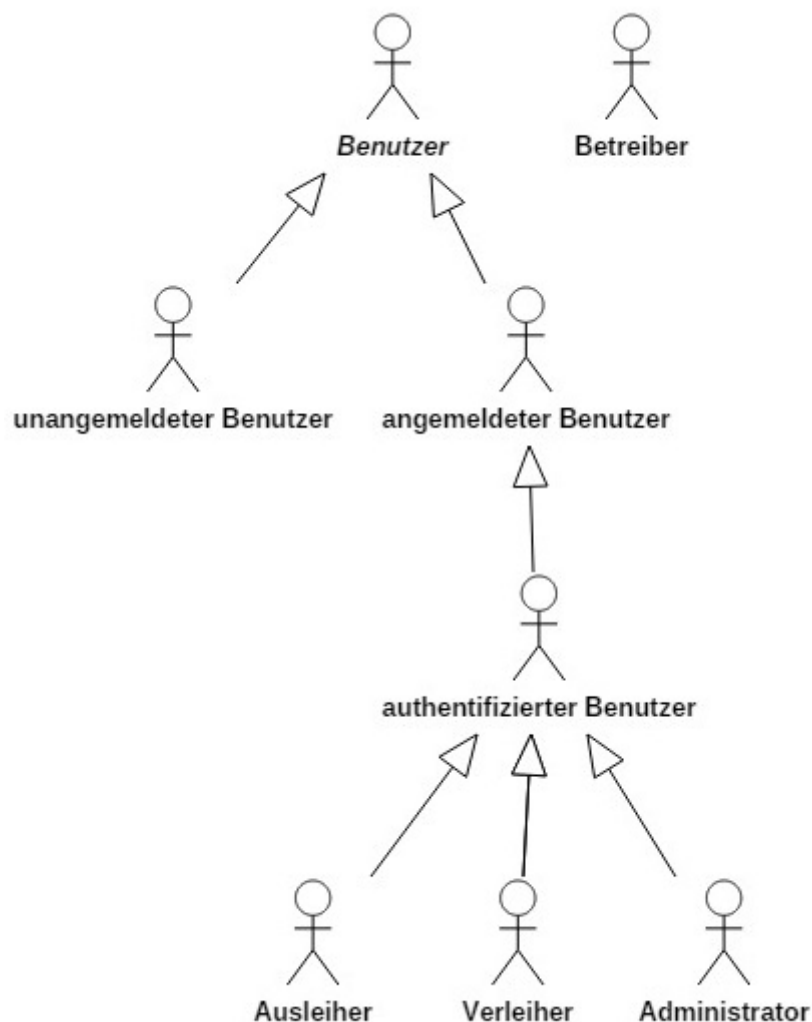 Benutzer
Betreiber
unangemeldeter Benutzer
angemeldeter Benutzer
authentifizierter Benutzer
Ausleiher
Verleiher
Administrator